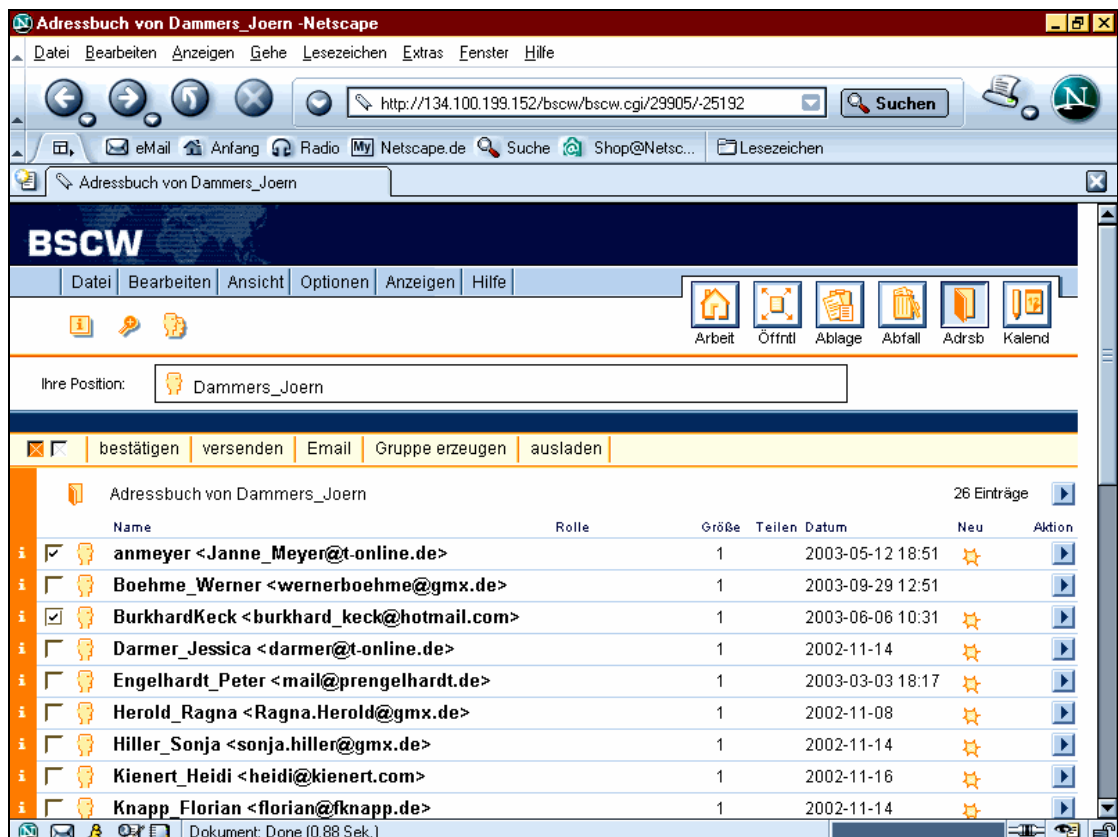 Adressbuch von Dammers_Joern -Netscape
Datei Bearbeiten Anzeigen Gehe Lesezeichen Extras Fenster Hilfe
http://134.100.199.152/bscw/bscw.cgi/29905/-25192 Suchen N
eMail Anfang Radio My Netscape.de Suche Shop@Netsc... Lesezeichen
Adressbuch von Dammers_Joern
BSCW
Datei Bearbeiten Ansicht Optionen Anzeigen Hilfe
Arbeit Öffntl Ablage Abfall Adrsb Kalend
Ihre Position: Dammers_Joern
bestätigen versenden Email Gruppe erzeugen ausladen
Adressbuch von Dammers_Joern 26 Einträge
Name Rolle Größe Teilen Datum Neu Aktion
anmeyer <Janne_Meyer@t-online.de> 1 2003-05-12 18:51
Boehme_Werner <wernerboehme@gmx.de> 1 2003-09-29 12:51
BurkhardKeck <burkhard_keck@hotmail.com> 1 2003-06-06 10:31
Darmer_Jessica <darmer@t-online.de> 1 2002-11-14
Engelhardt_Peter <mail@prengelhardt.de> 1 2003-03-03 18:17
Herold_Ragna <Ragna.Herold@gmx.de> 1 2002-11-08
Hiller_Sonja <sonja.hiller@gmx.de> 1 2002-11-14
Kienert_Heidi <heidi@kienert.com> 1 2002-11-16
Knapp_Florian <florian@fknapp.de> 1 2002-11-14
Dokument: Done (0.88 Sek.)